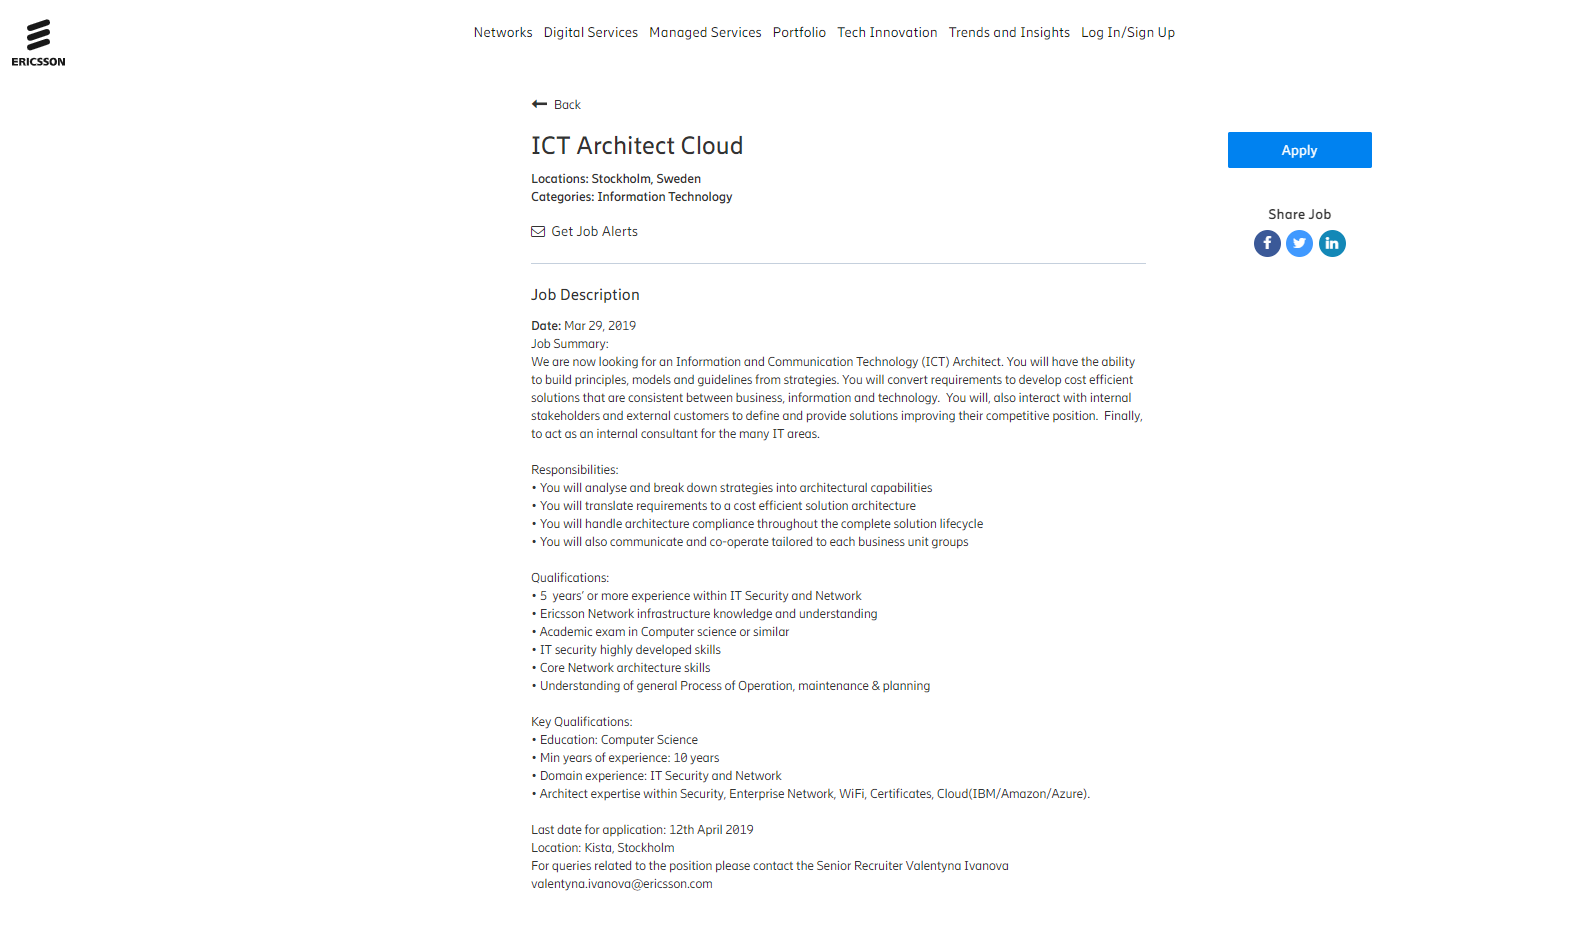 ERICSSON
Networks Digital Services Managed Services Portfolio Tech Innovation Trends and Insights Log In/Sign Up
Back
ICT Architect Cloud
Apply
Locations: Stockholm, Sweden
Categories: Information Technology
Get Job Alerts
Share Job
Job Description
Date: Mar 29, 2019
Job Summary:
We are now looking for an Information and Communication Technology (ICT) Architect. You will have the ability
to build principles, models and guidelines from strategies. You will convert requirements to develop cost efficient
solutions that are consistent between business, information and technology.  You will, also interact with internal
stakeholders and external customers to define and provide solutions improving their competitive position.  Finally,
to act as an internal consultant for the many IT areas.
Responsibilities:
• You will analyse and break down strategies into architectural capabilities
• You will translate requirements to a cost efficient solution architecture
• You will handle architecture compliance throughout the complete solution lifecycle
• You will also communicate and co-operate tailored to each business unit groups
Qualifications:
• 5  years’ or more experience within IT Security and Network
• Ericsson Network infrastructure knowledge and understanding
• Academic exam in Computer science or similar
• IT security highly developed skills
• Core Network architecture skills
• Understanding of general Process of Operation, maintenance & planning
Key Qualifications:
• Education: Computer Science
• Min years of experience: 10 years
• Domain experience: IT Security and Network
• Architect expertise within Security, Enterprise Network, WiFi, Certificates, Cloud(IBM/Amazon/Azure).
Last date for application: 12th April 2019
Location: Kista, Stockholm
For queries related to the position please contact the Senior Recruiter Valentyna Ivanova
valentyna.ivanova@ericsson.com